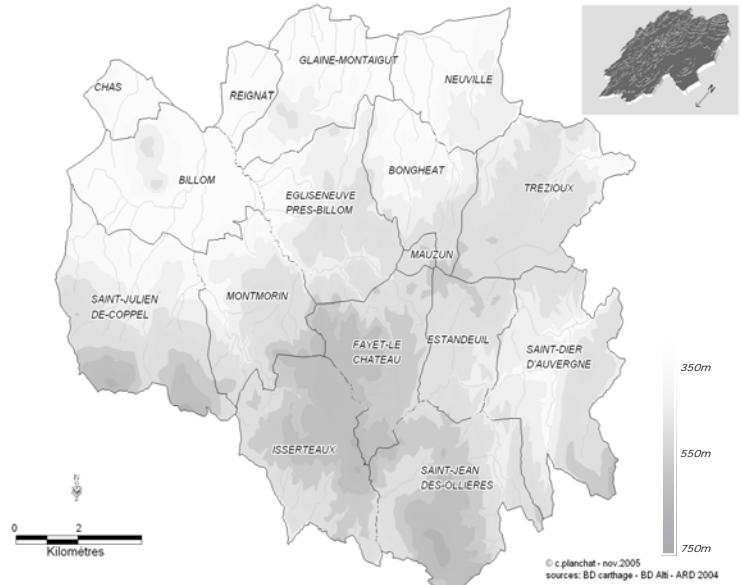 GLAINE-MONTAIGUT
NEUVILLE
CHAS
REIGNAT
BILLOM
BONGHEAT
EGLISENEUVE
PRES-BILLOM
TREZIOUX
MAUZUN
SAINT-JULIEN
DE-COPPEL
MONTMORIN
FAYET-LE
CHATEAU
ESTANDEUIL
SAINT-DIER
D'AUVERGNE
ISSERTEAUX
SAINT-JEAN
DES-OLLIERES
350m
550m
750m
N
N
0 2
Kilomètres
© c.planchat - nov.2005
sources: BD carthage - BD Alti - ARD 2004